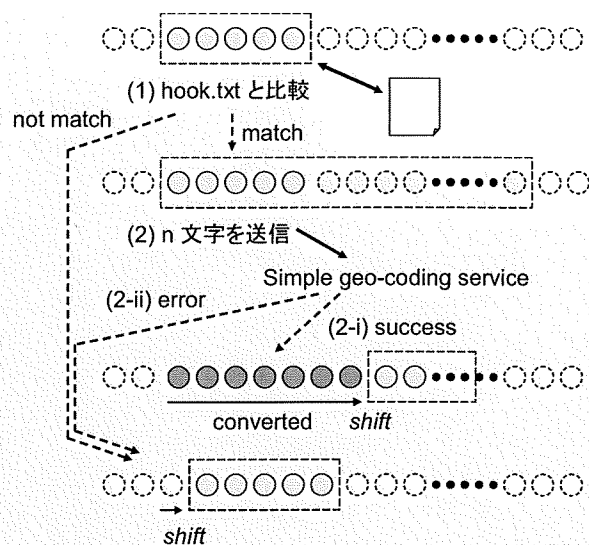 (1) hook.txt と比較
not match
match
(2) n 文字を送信
Simple geo-coding service
(2-ii) error
(2-i) success
converted
shift
shift